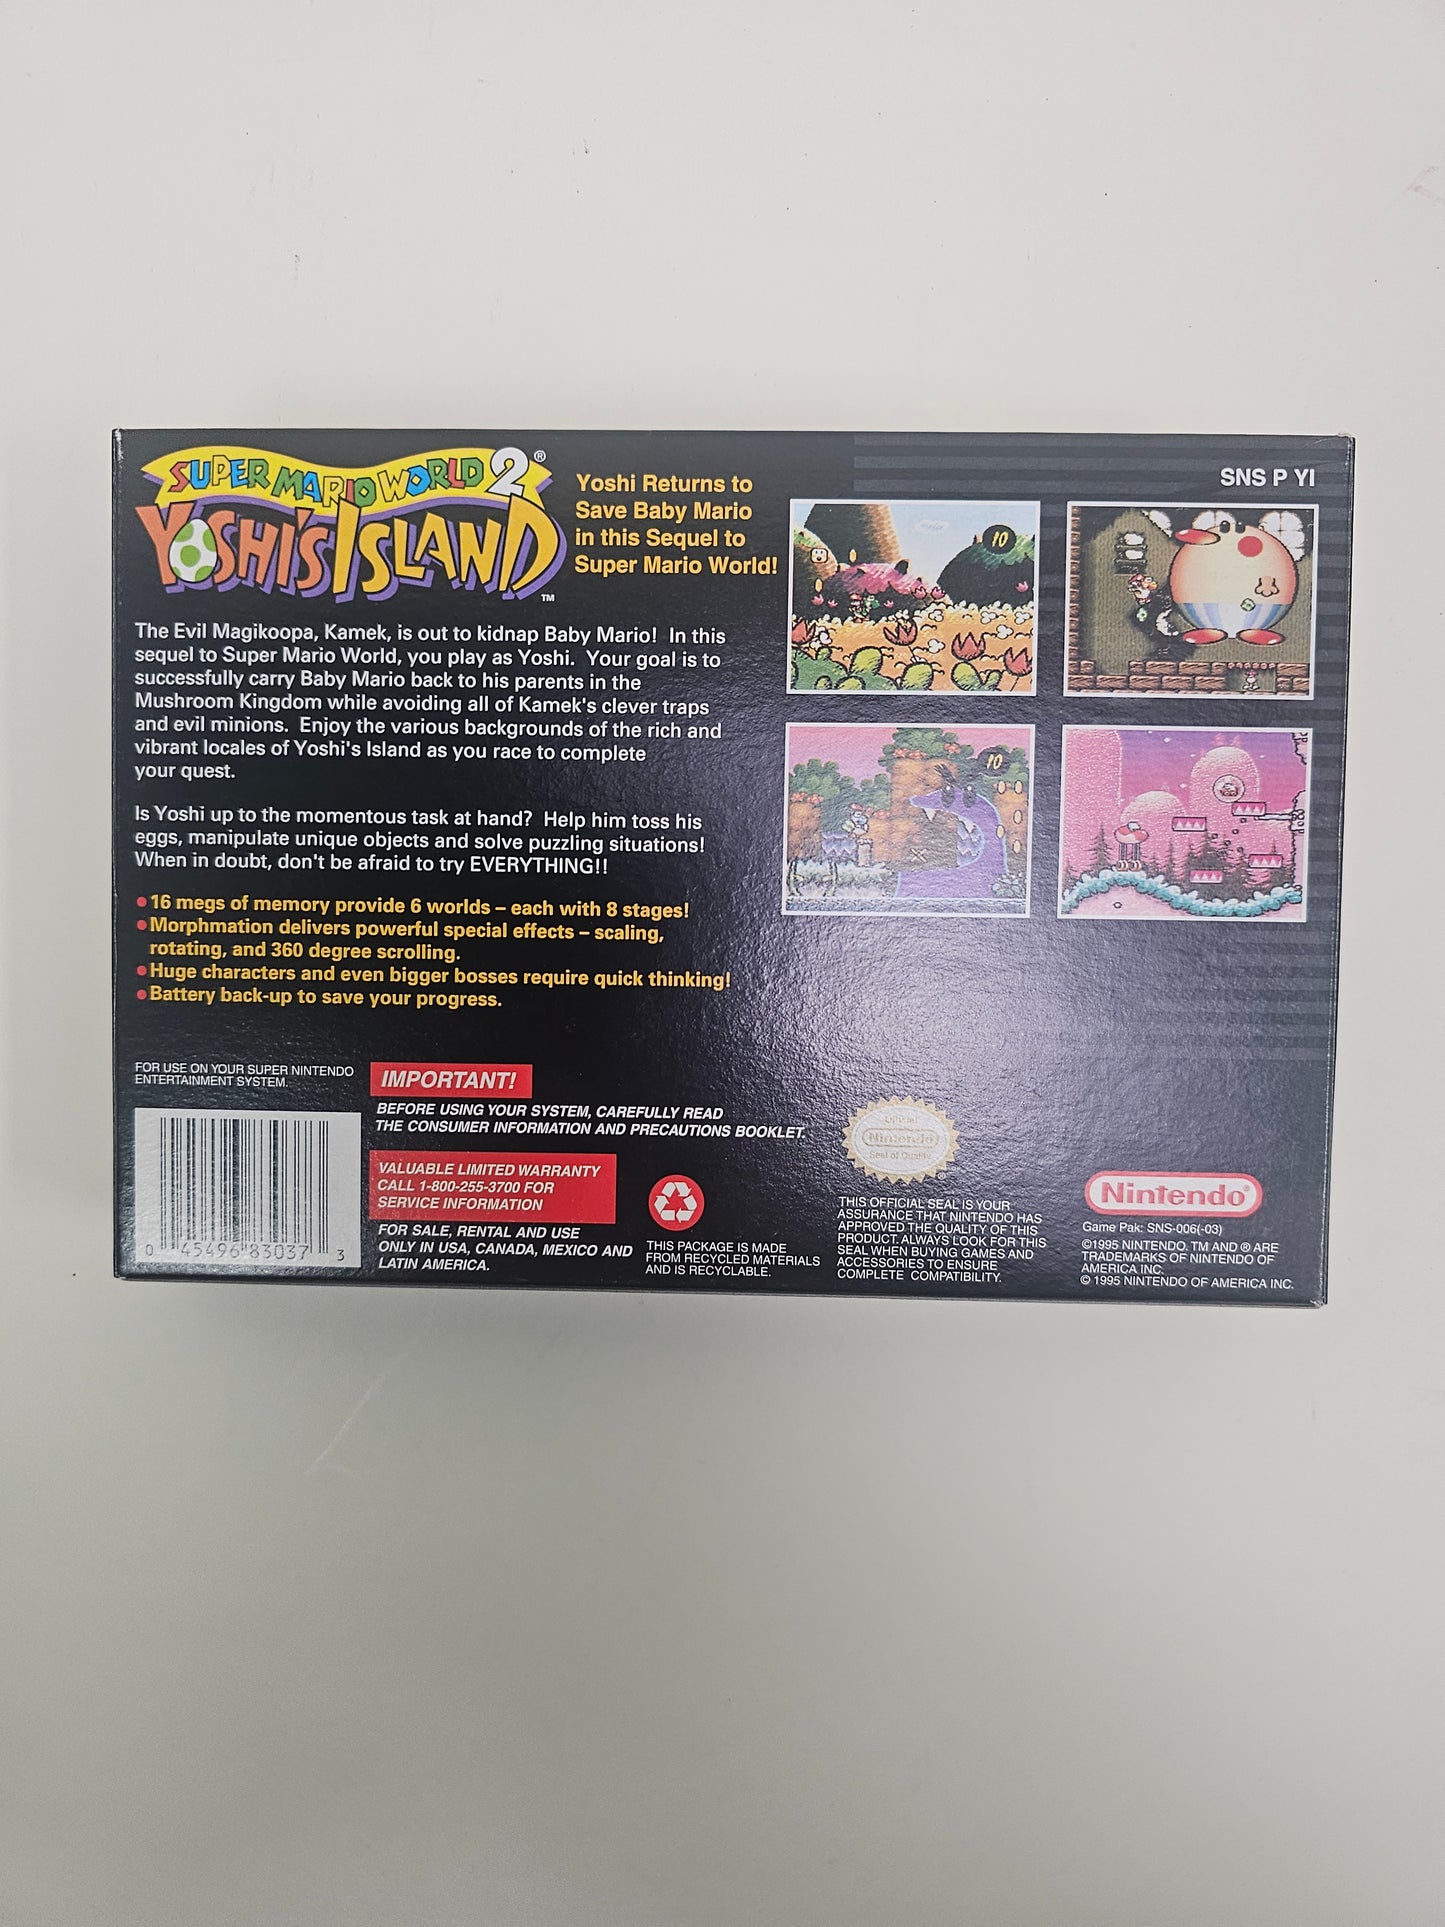 SUPER MARIO WORLD 2®
YOSHI'S ISLAND™
Yoshi Returns to
Save Baby Mario
in this Sequel to
Super Mario World!
SNS P YI
10
The Evil Magikoopa, Kamek, is out to kidnap Baby Mario! In this
sequel to Super Mario World, you play as Yoshi. Your goal is to
successfully carry Baby Mario back to his parents in the
Mushroom Kingdom while avoiding all of Kamek's clever traps
and evil minions. Enjoy the various backgrounds of the rich and
vibrant locales of Yoshi's Island as you race to complete
your quest.
10
Is Yoshi up to the momentous task at hand? Help him toss his
eggs, manipulate unique objects and solve puzzling situations!
When in doubt, don't be afraid to try EVERYTHING!!
•16 megs of memory provide 6 worlds – each with 8 stages!
•Morphmation delivers powerful special effects – scaling,
rotating, and 360 degree scrolling.
•Huge characters and even bigger bosses require quick thinking!
•Battery back-up to save your progress.
FOR USE ON YOUR SUPER NINTENDO
ENTERTAINMENT SYSTEM.
0 45496 83037 3
IMPORTANT!
BEFORE USING YOUR SYSTEM, CAREFULLY READ
THE CONSUMER INFORMATION AND PRECAUTIONS BOOKLET.
VALUABLE LIMITED WARRANTY
CALL 1-800-255-3700 FOR
SERVICE INFORMATION
FOR SALE, RENTAL AND USE
ONLY IN USA, CANADA, MEXICO AND
LATIN AMERICA.
THIS PACKAGE IS MADE
FROM RECYCLED MATERIALS
AND IS RECYCLABLE.
Official
Nintendo
Seal of Quality
THIS OFFICIAL SEAL IS YOUR
ASSURANCE THAT NINTENDO HAS
APPROVED THE QUALITY OF THIS
PRODUCT. ALWAYS LOOK FOR THIS
SEAL WHEN BUYING GAMES AND
ACCESSORIES TO ENSURE
COMPLETE COMPATIBILITY.
Nintendo®
Game Pak: SNS-006(-03)
©1995 NINTENDO. TM AND ® ARE
TRADEMARKS OF NINTENDO OF
AMERICA INC.
© 1995 NINTENDO OF AMERICA INC.